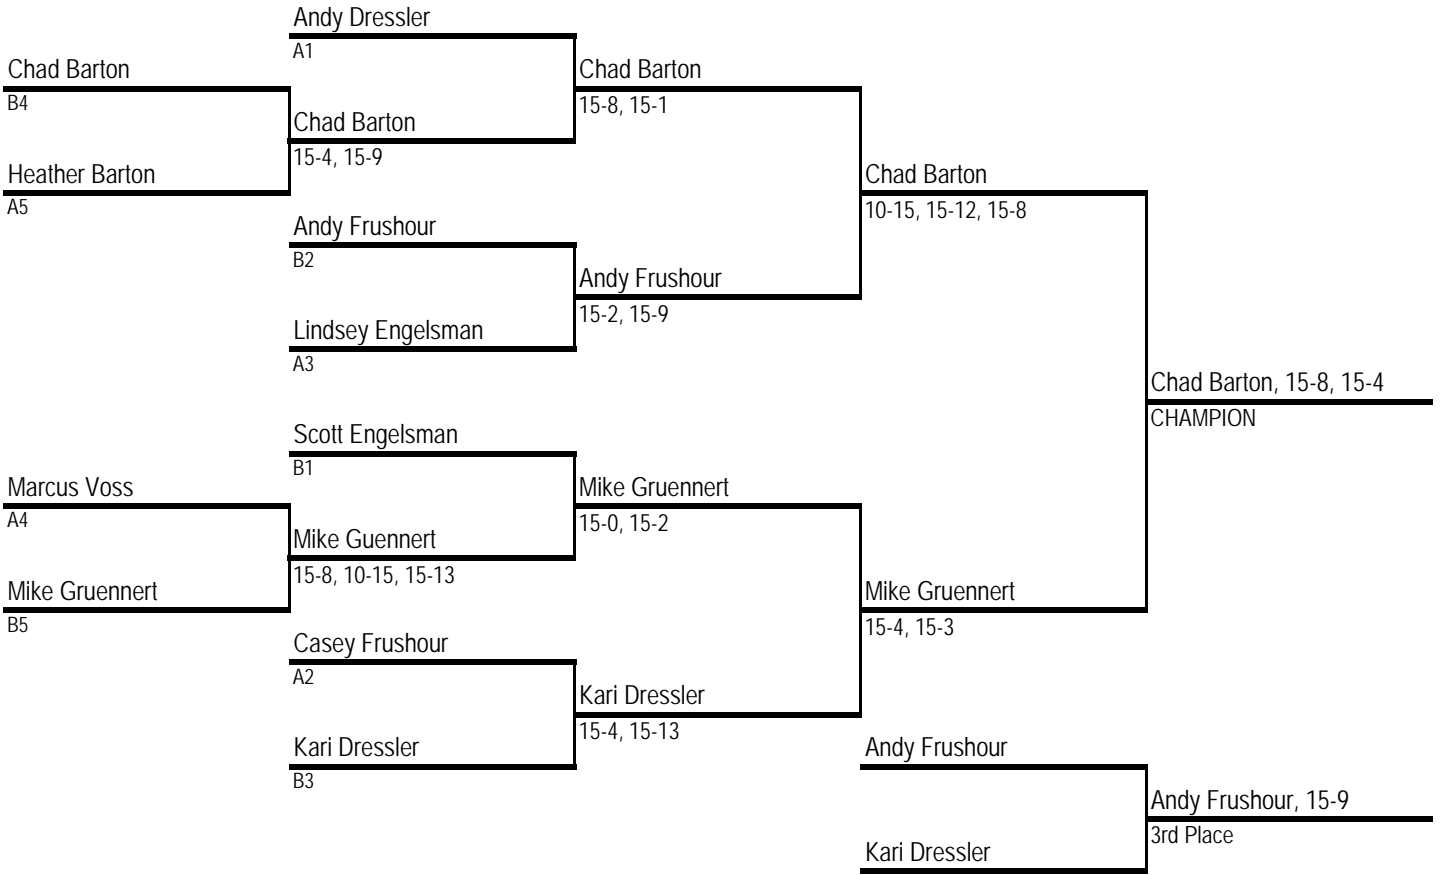 Andy Dressler
A1
Chad Barton
B4
Chad Barton
15-8, 15-1
Chad Barton
15-4, 15-9
Heather Barton
A5
Chad Barton
10-15, 15-12, 15-8
Andy Frushour
B2
Andy Frushour
15-2, 15-9
Lindsey Engelsman
A3
Chad Barton, 15-8, 15-4
CHAMPION
Scott Engelsman
B1
Marcus Voss
A4
Mike Gruennert
15-0, 15-2
Mike Guennert
15-8, 10-15, 15-13
Mike Gruennert
B5
Mike Gruennert
15-4, 15-3
Casey Frushour
A2
Kari Dressler
15-4, 15-13
Kari Dressler
B3
Andy Frushour
Andy Frushour, 15-9
3rd Place
Kari Dressler